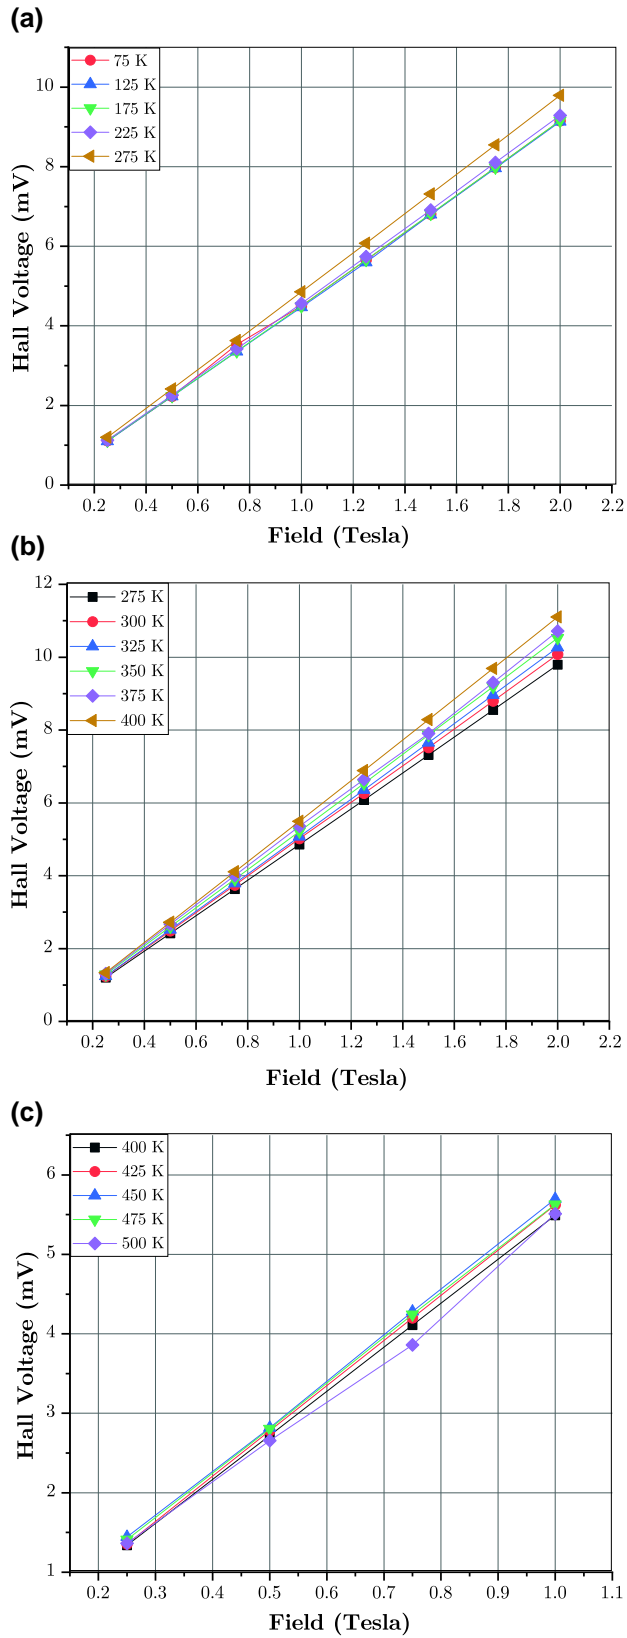 (a)
75 K
125 K
175 K
225 K
275 K
Hall Voltage (mV)
10
8
6
4
2
0
0.2 0.4 0.6 0.8 1.0 1.2 1.4 1.6 1.8 2.0 2.2
Field (Tesla)
(b)
275 K
300 K
325 K
350 K
375 K
400 K
Hall Voltage (mV)
12
10
8
6
4
2
0
0.2 0.4 0.6 0.8 1.0 1.2 1.4 1.6 1.8 2.0 2.2
Field (Tesla)
(c)
400 K
425 K
450 K
475 K
500 K
Hall Voltage (mV)
6
5
4
3
2
1
0.2 0.3 0.4 0.5 0.6 0.7 0.8 0.9 1.0 1.1
Field (Tesla)